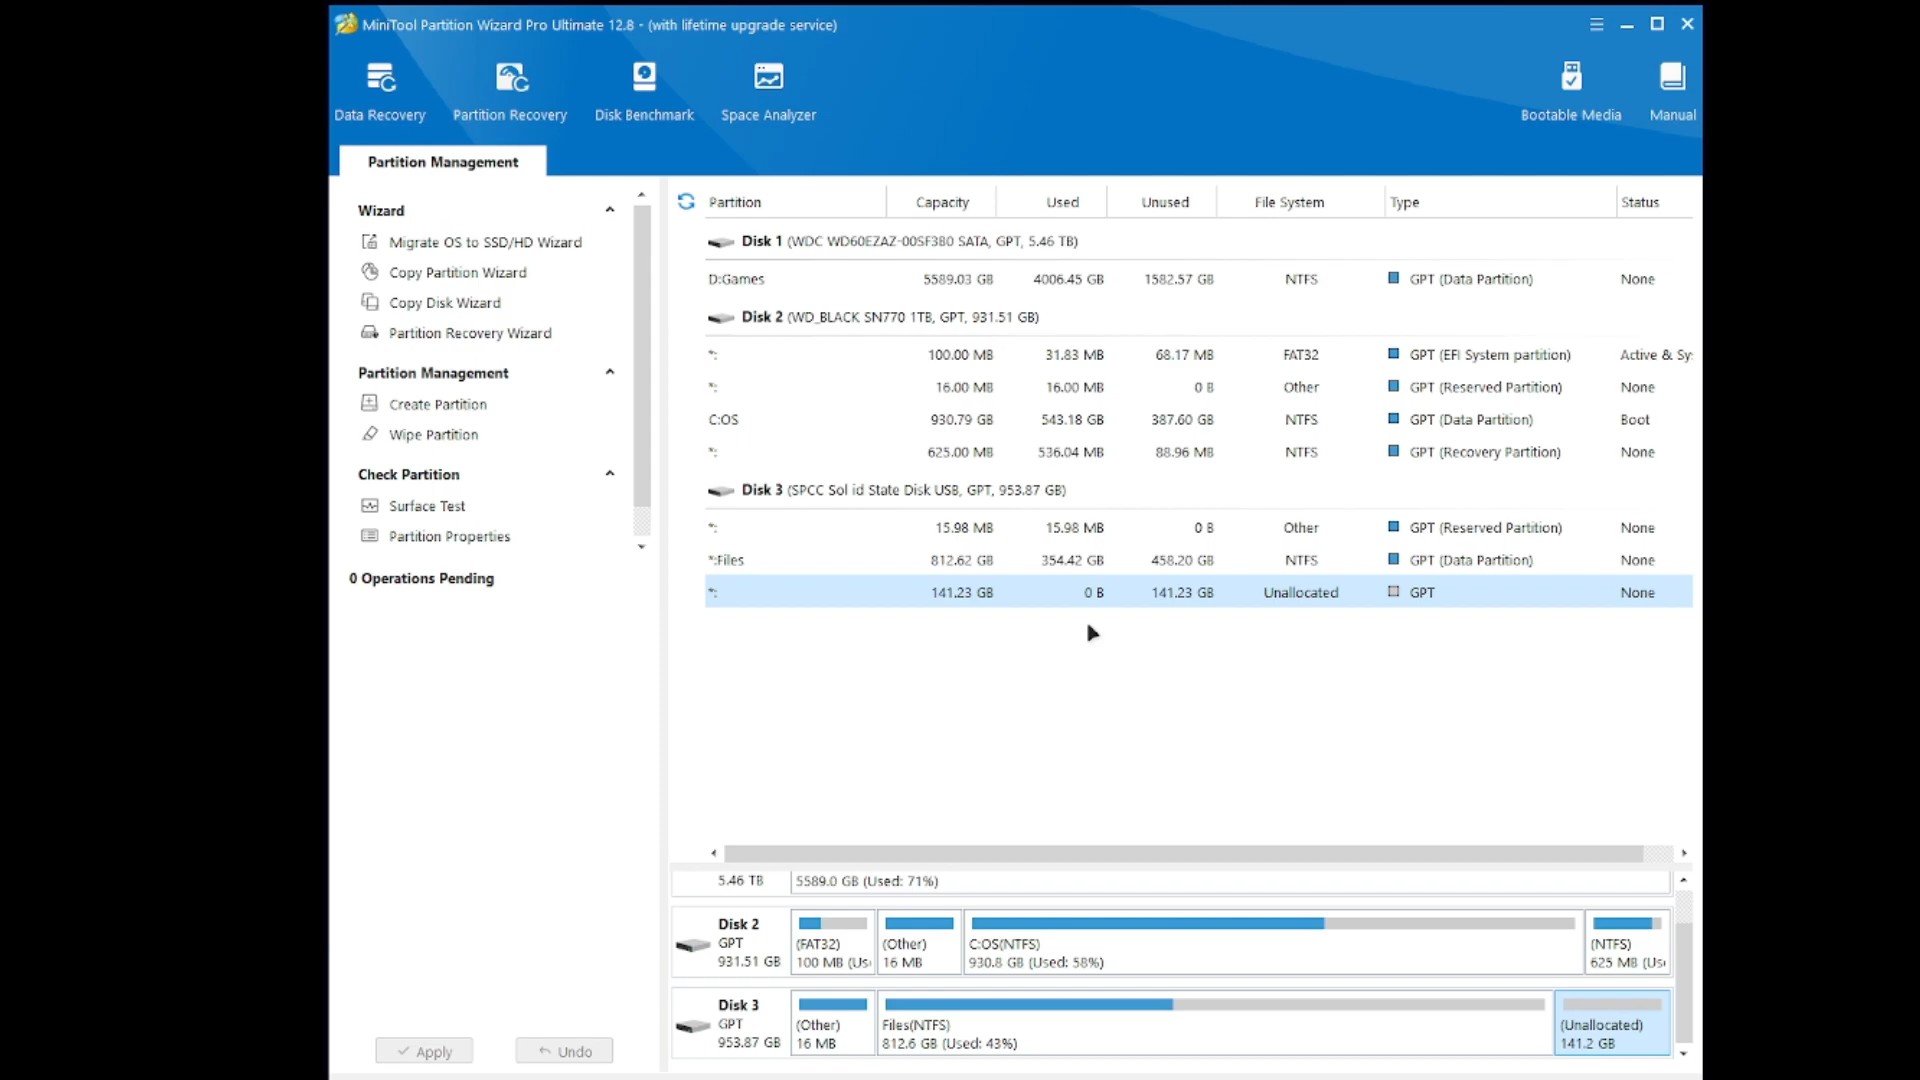 MiniTool Partition Wizard Pro Ultimate 12.8 - (with lifetime upgrade service)
Data Recovery Partition Recovery Disk Benchmark Space Analyzer Bootable Media Manual
Partition Management
Wizard
Migrate OS to SSD/HD Wizard
Copy Partition Wizard
Copy Disk Wizard
Partition Recovery Wizard
Partition Management
Create Partition
Wipe Partition
Check Partition
Surface Test
Partition Properties
0 Operations Pending
Apply Undo
Partition Capacity Used Unused File System Type Status
Disk 1 (WDC WD60EZAZ-00SF3B0 SATA, GPT, 5.46 TB)
D:Games 5589.03 GB 4006.45 GB 1582.57 GB NTFS GPT (Data Partition) None
Disk 2 (WD_BLACK SN770 1TB, GPT, 931.51 GB)
*: 100.00 MB 31.83 MB 68.17 MB FAT32 GPT (EFI System partition) Active & Sy
*: 16.00 MB 16.00 MB 0 B Other GPT (Reserved Partition) None
C:OS 930.79 GB 543.18 GB 387.60 GB NTFS GPT (Data Partition) Boot
*: 625.00 MB 536.04 MB 88.96 MB NTFS GPT (Recovery Partition) None
Disk 3 (SPCC Sol id State Disk USB, GPT, 953.87 GB)
*: 15.98 MB 15.98 MB 0 B Other GPT (Reserved Partition) None
*:Files 812.62 GB 354.42 GB 458.20 GB NTFS GPT (Data Partition) None
*: 141.23 GB 0 B 141.23 GB Unallocated GPT None
5.46 TB 5589.0 GB (Used: 71%)
Disk 2
GPT (FAT32) (Other) C:OS(NTFS) (NTFS)
931.51 GB 100 MB (Us 16 MB 930.8 GB (Used: 58%) 625 MB (Us
Disk 3
GPT (Other) Files(NTFS) (Unallocated)
953.87 GB 16 MB 812.6 GB (Used: 43%) 141.2 GB